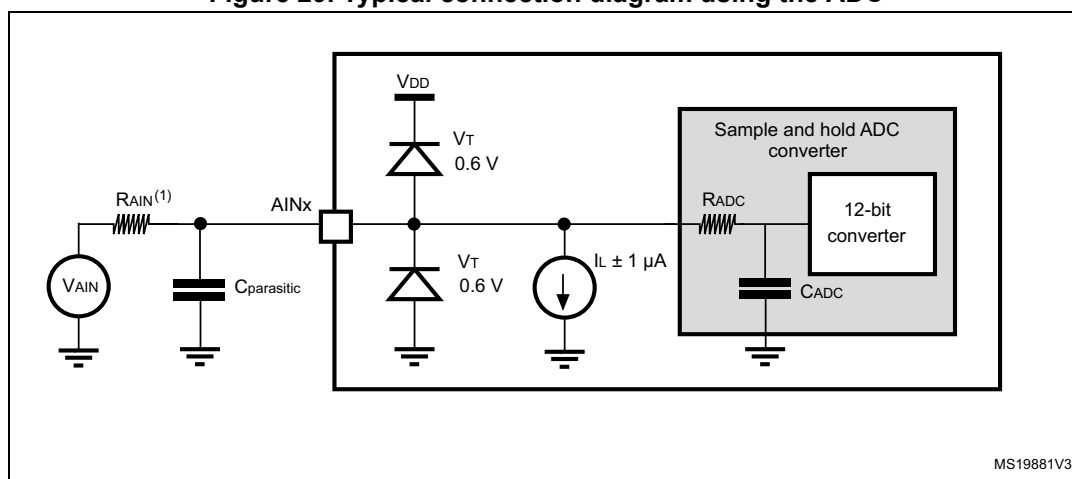 Figure 29. Typical connection diagram using the ADC
VDD
VT
0.6 V
Sample and hold ADC
converter
RAIN(1)
AINx
RADC
12-bit
converter
VAIN
Cparasitic
VT
0.6 V
IL ± 1 µA
CADC
MS19881V3